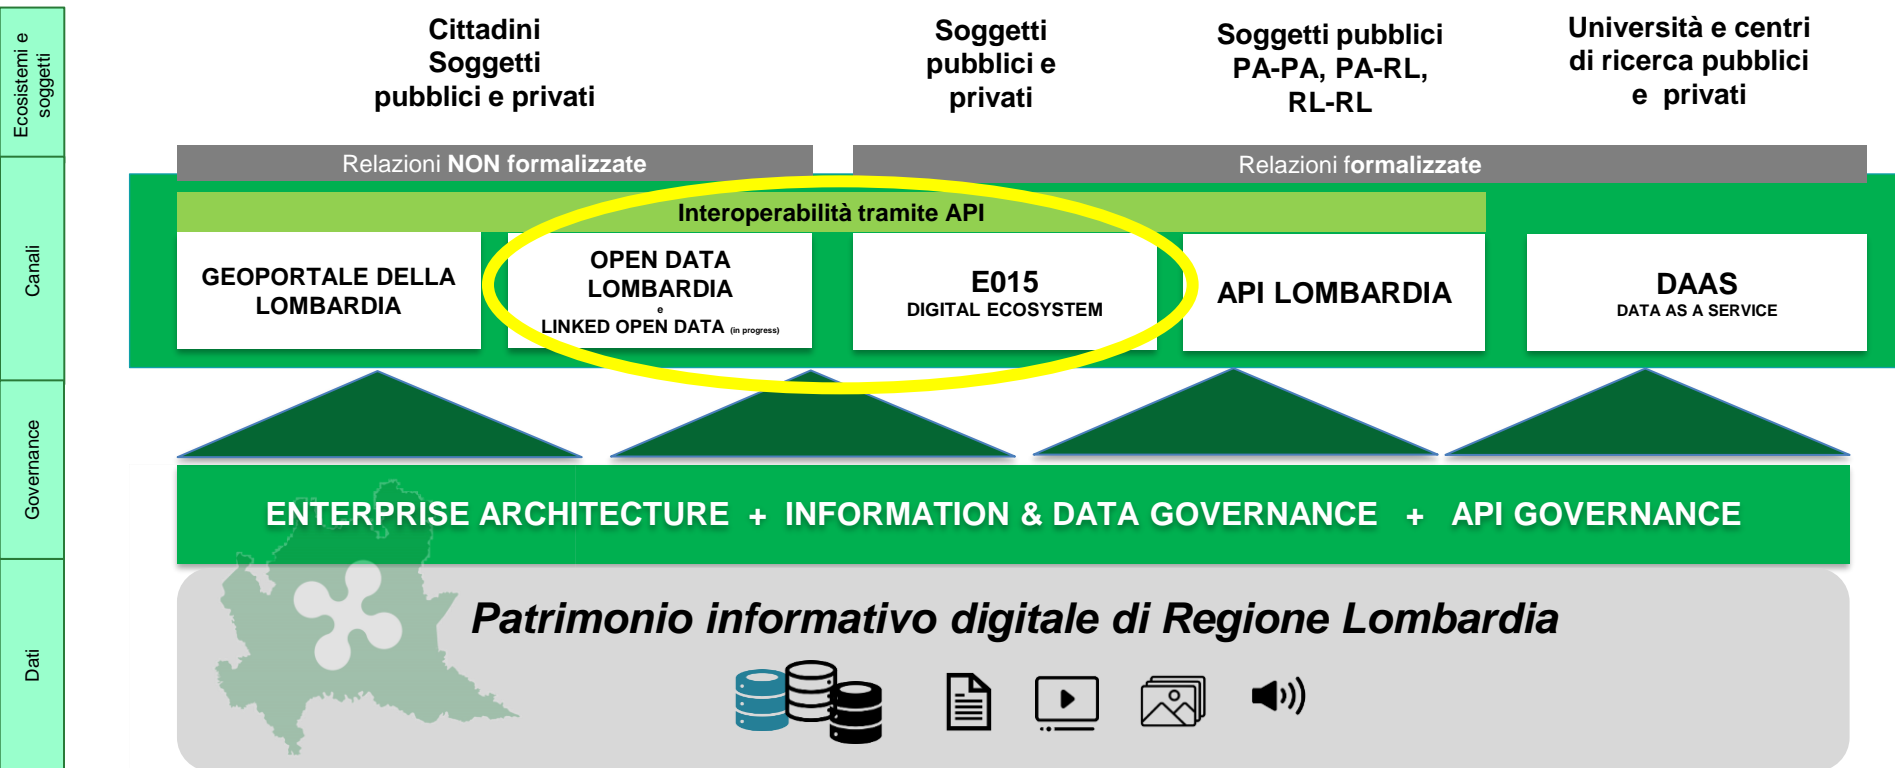 Ecosistemi e
soggetti
Cittadini
Soggetti
pubblici e privati
Soggetti
pubblici e
privati
Soggetti pubblici
PA-PA, PA-RL,
RL-RL
Università e centri
di ricerca pubblici
e privati
Canali
Relazioni NON formalizzate
Relazioni formalizzate
Interoperabilità tramite API
GEOPORTALE DELLA
LOMBARDIA
OPEN DATA
LOMBARDIA
e
LINKED OPEN DATA (in progress)
E015
DIGITAL ECOSYSTEM
API LOMBARDIA
DAAS
DATA AS A SERVICE
Governance
ENTERPRISE ARCHITECTURE + INFORMATION & DATA GOVERNANCE + API GOVERNANCE
Dati
Patrimonio informativo digitale di Regione Lombardia